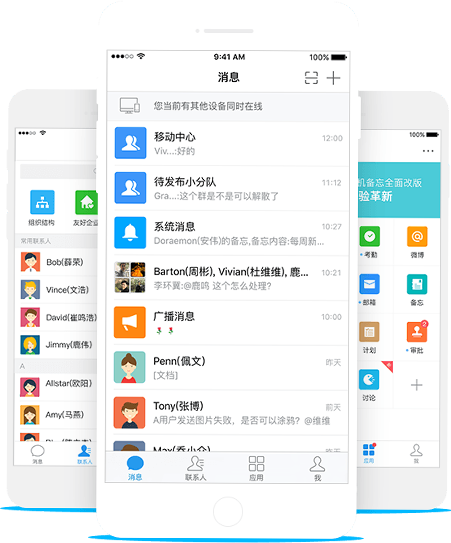 9:41 AM
100%
消息
您当前有其他设备同时在线
移动中心
12:00
Viv...:好的
待发布小分队
11:12
Gra...:这个群是不是可以解散了
系统消息
10:27
Doraemon(安伟)的备忘,备忘内容:每周新...
Barton(周彬), Vivian(杜维维), 鹿...
10:21
李环翼:@鹿鸣 这个怎么处理?
广播消息
10:00
Penn(佩文)
昨天
[文档]
Tony(张博)
前天
A用户发送图片失败，是否可以涂鸦? @维维
消息
联系人
应用
我
组织结构
友好企业
常用联系人
Bob(薛荣)
Vince(文浩)
David(崔鸣浩)
Jimmy(鹿伟)
A
Allstar(欧阳)
Amy(马燕)
消息
联系人
100%
机备忘全面改版
验革新
考勤
微博
邮箱
备忘
计划
审批
2
讨论
应用
我